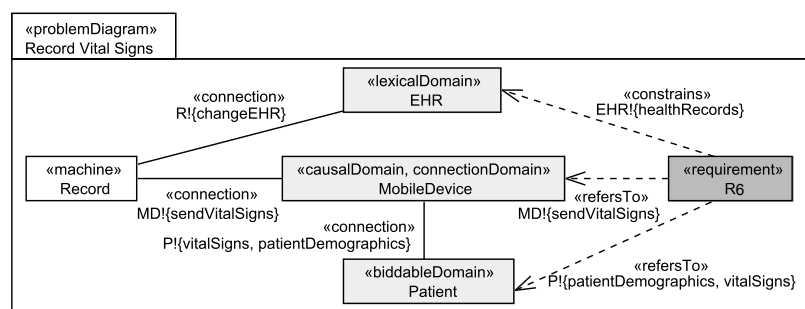 «problemDiagram»
Record Vital Signs
«lexicalDomain»
EHR
«connection»
R!{changeEHR}
«constrains»
EHR!{healthRecords}
«machine»
Record
«causalDomain, connectionDomain»
MobileDevice
«requirement»
R6
«connection»
MD!{sendVitalSigns}
«refersTo»
MD!{sendVitalSigns}
«connection»
P!{vitalSigns, patientDemographics}
«biddableDomain»
Patient
«refersTo»
P!{patientDemographics, vitalSigns}